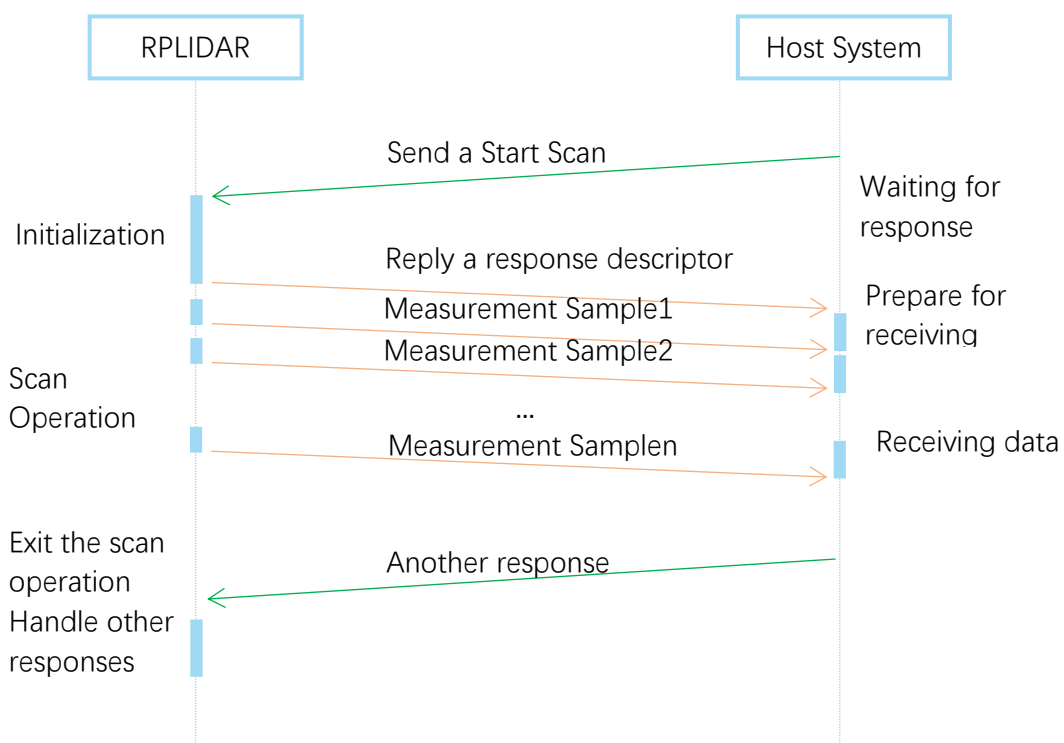 RPLIDAR
Host System
Send a Start Scan
Waiting for
response
Initialization
Reply a response descriptor
Measurement Sample1
Prepare for
receiving
Measurement Sample2
Scan
Operation
...
Measurement Samplen
Receiving data
Exit the scan
operation
Another response
Handle other
responses